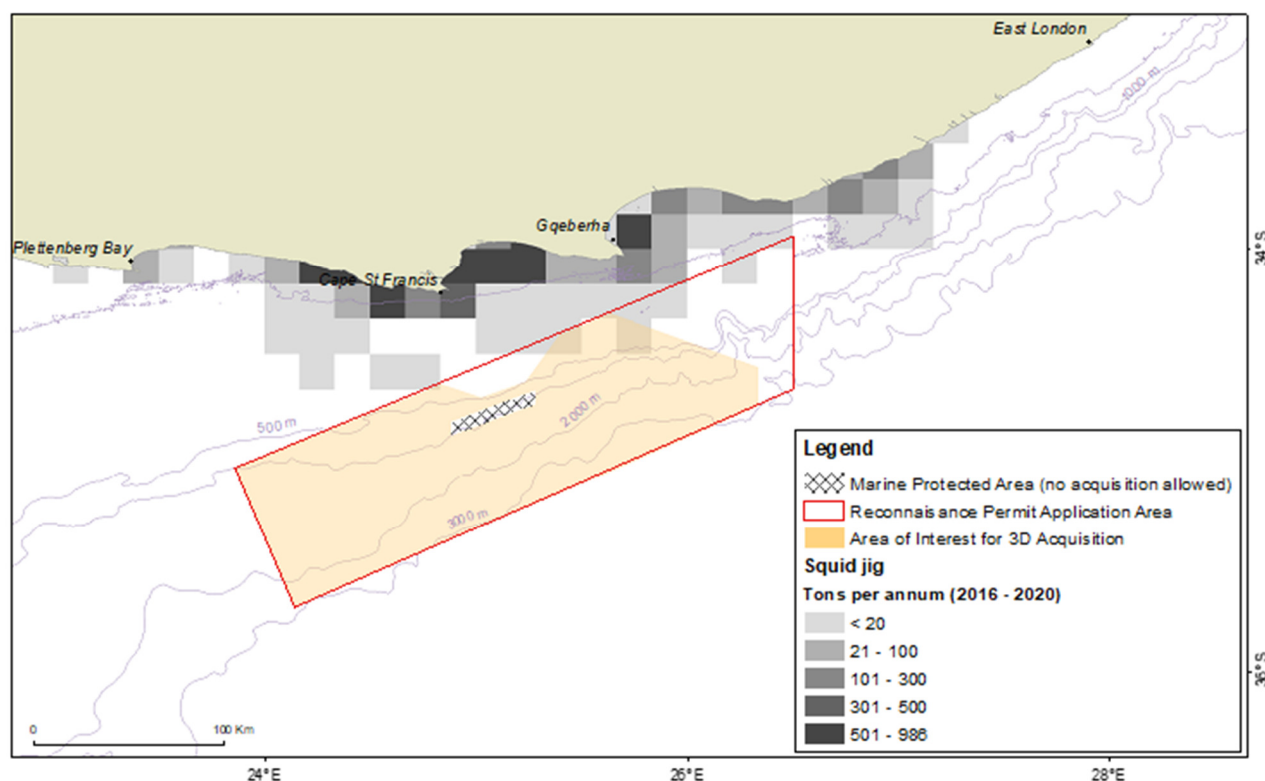 East London
1000 m
Gqeberha
Plettenberg Bay
34°S
Cape St Francis
500 m
2 000 m
3000 m
Legend
Marine Protected Area (no acquisition allowed)
Reconnaisance Permit Application Area
Area of Interest for 3D Acquisition
Squid jig
Tons per annum (2016 - 2020)
< 20
21 - 100
101 - 300
301 - 500
501 - 986
36°S
0 100 Km
24°E 26°E 28°E